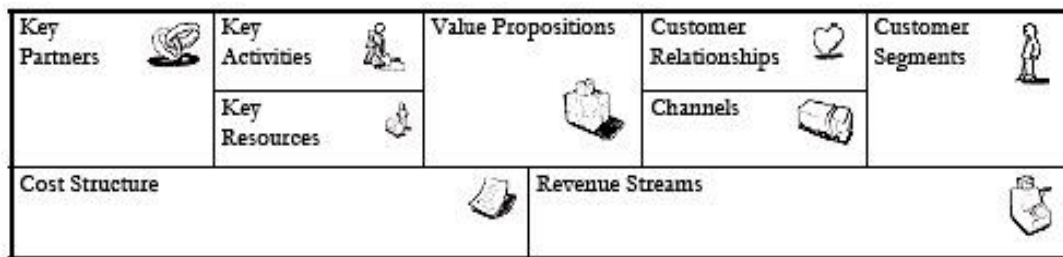 Key
Partners
Key
Activities
Key
Resources
Value Propositions
Customer
Relationships
Channels
Customer
Segments
Cost Structure
Revenue Streams